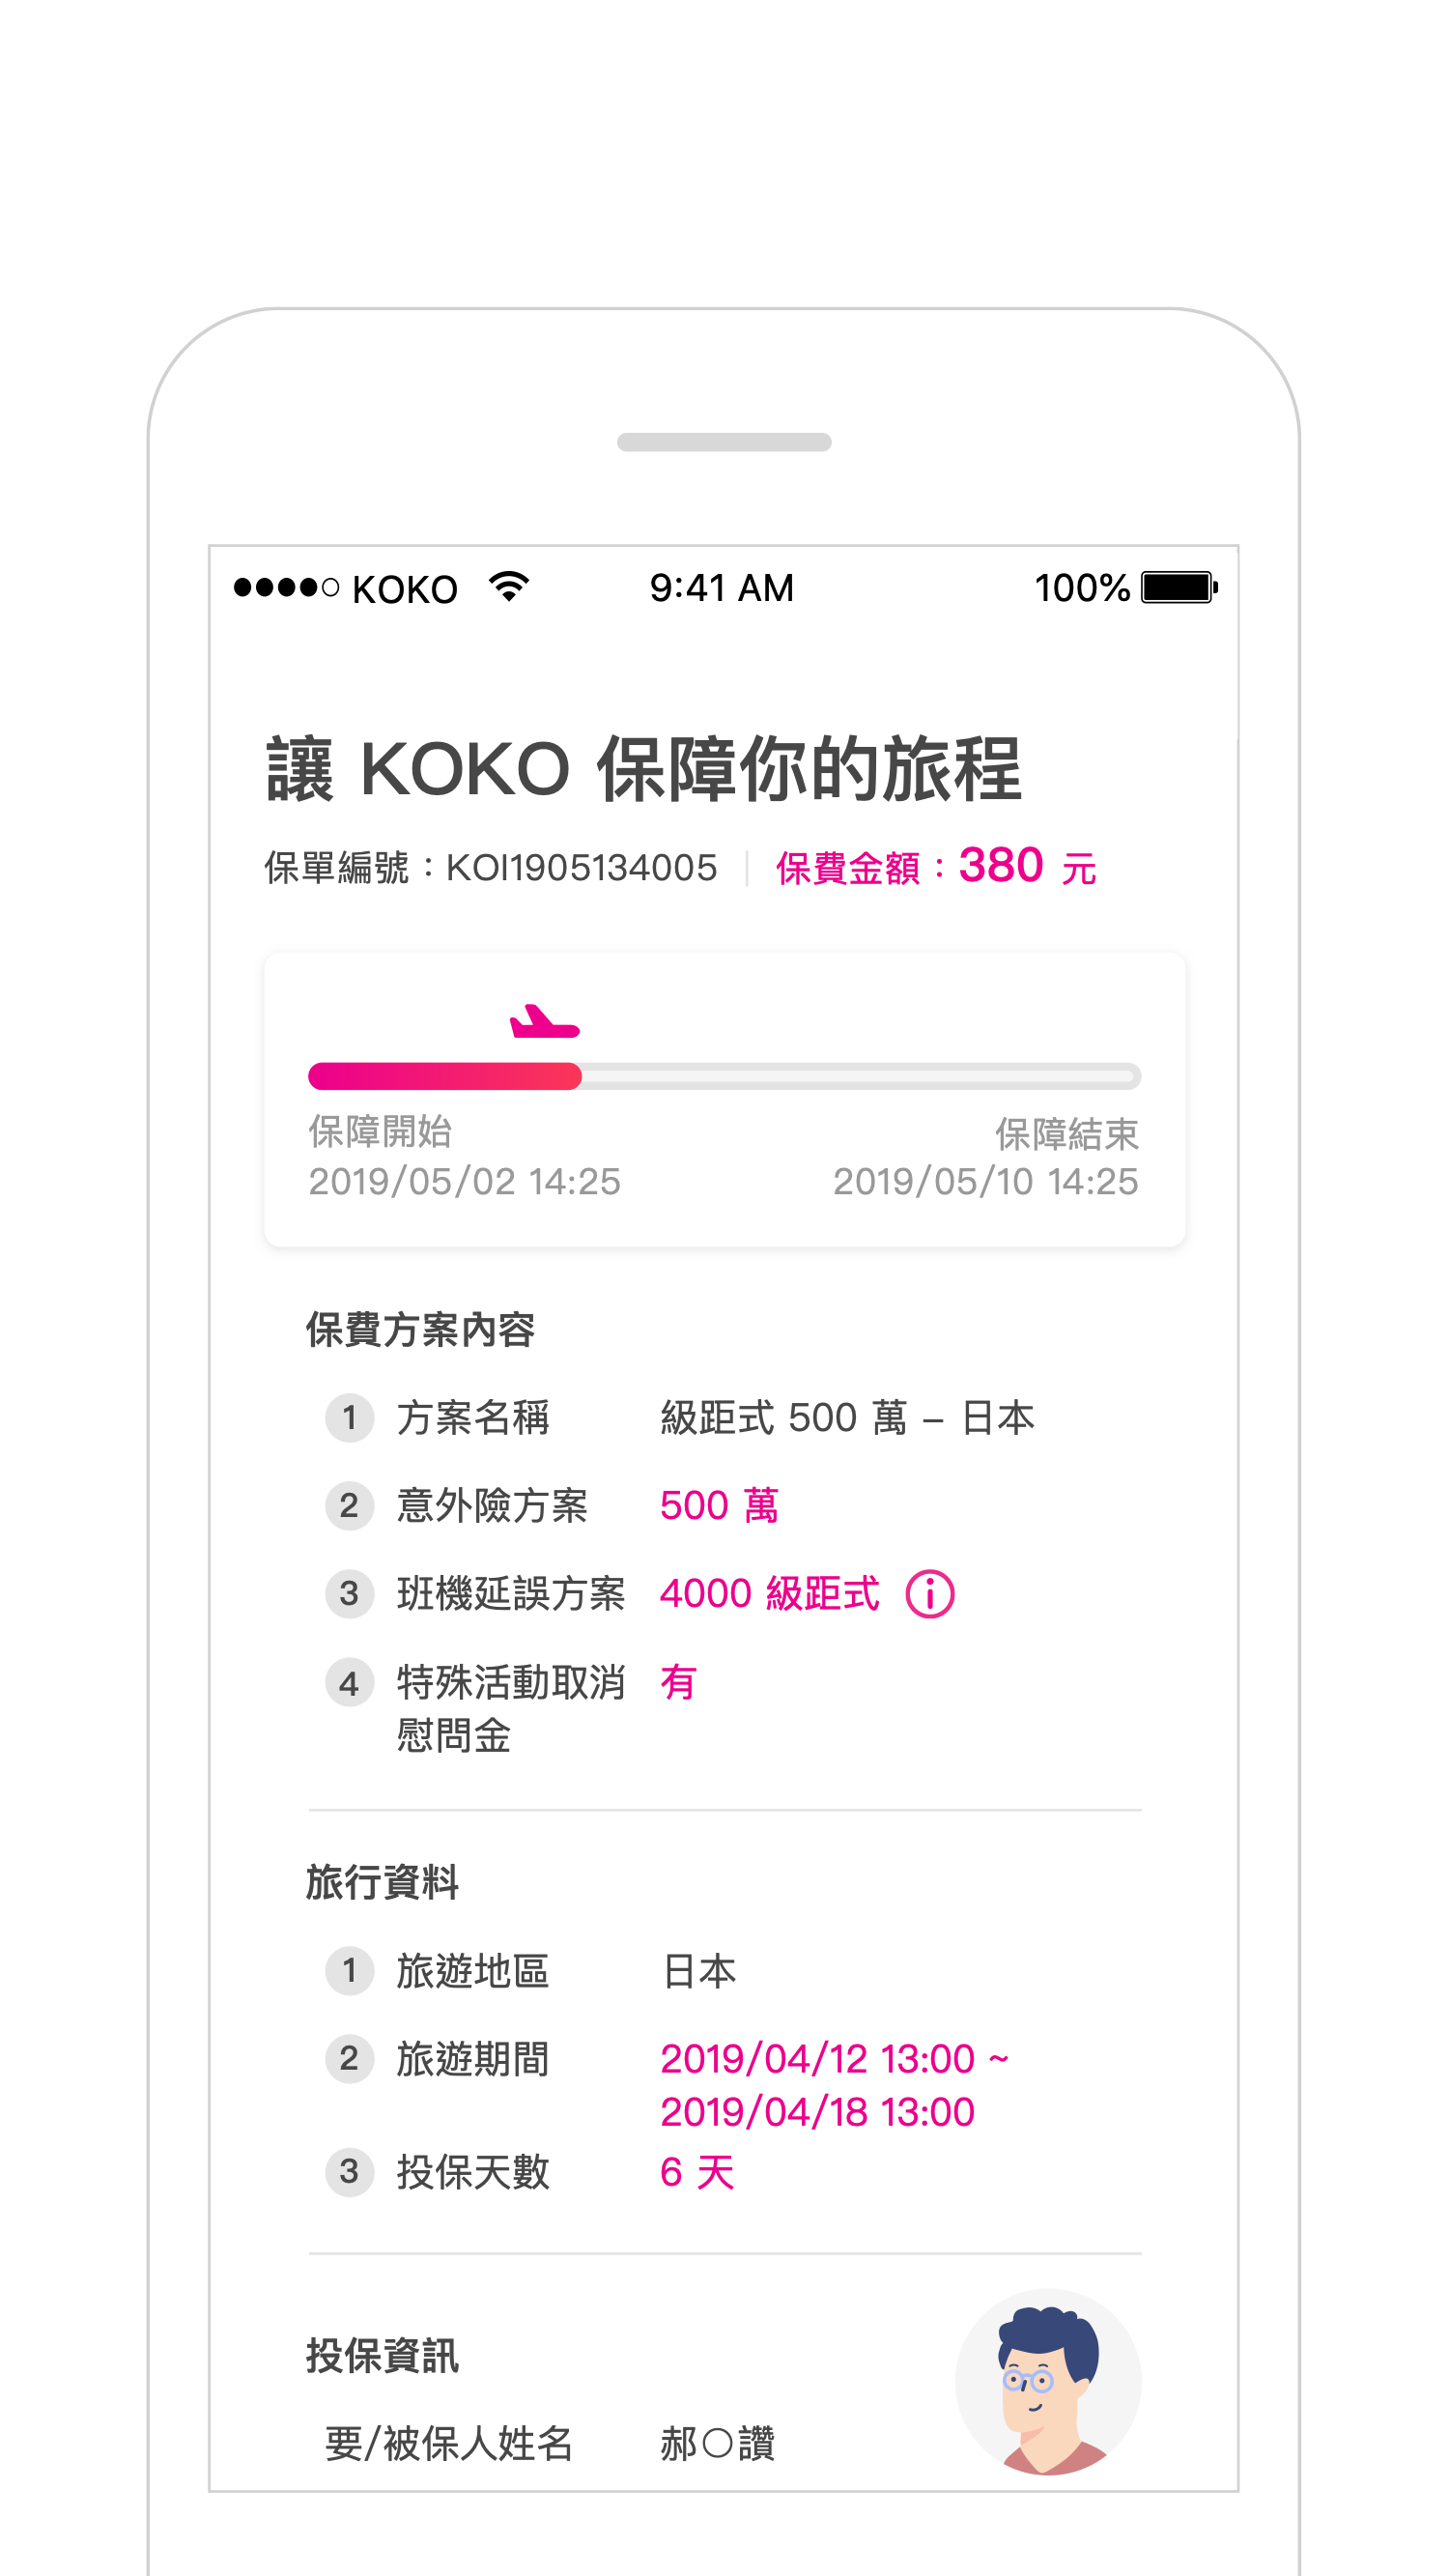 KOKO 9:41 AM 100%
讓 KOKO 保障你的旅程
保單編號：KOI1905134005 | 保費金額：380 元
保障開始 保障結束
2019/05/02 14:25 2019/05/10 14:25
保費方案內容
1 方案名稱 級距式 500 萬 – 日本
2 意外險方案 500 萬
3 班機延誤方案 4000 級距式 i
4 特殊活動取消 有
慰問金
旅行資料
1 旅遊地區 日本
2 旅遊期間 2019/04/12 13:00 ~
2019/04/18 13:00
3 投保天數 6 天
投保資訊
要/被保人姓名 郝○讚